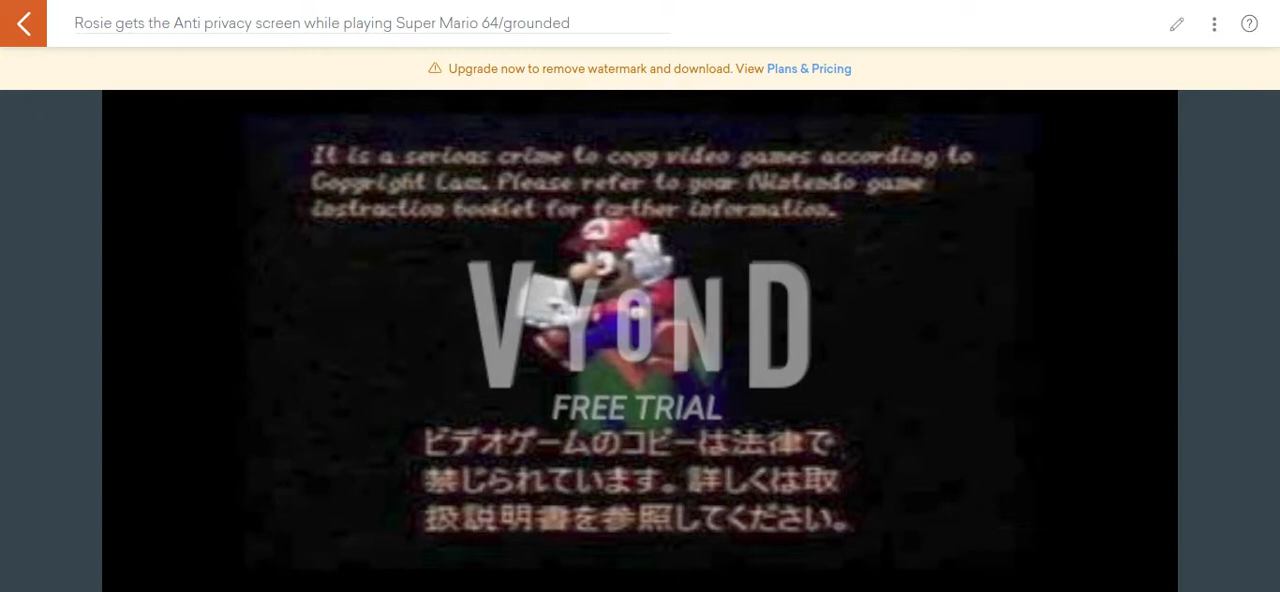 Rosie gets the Anti privacy screen while playing Super Mario 64/grounded
Upgrade now to remove watermark and download. View Plans & Pricing
It is a serious crime to copy video games according to
Copyright Law. Please refer to your Nintendo game
instruction booklet for further information.
VYOND
FREE TRIAL
ビデオゲームのコピーは法律で
禁じられています。詳しくは取
扱説明書を参照してください。